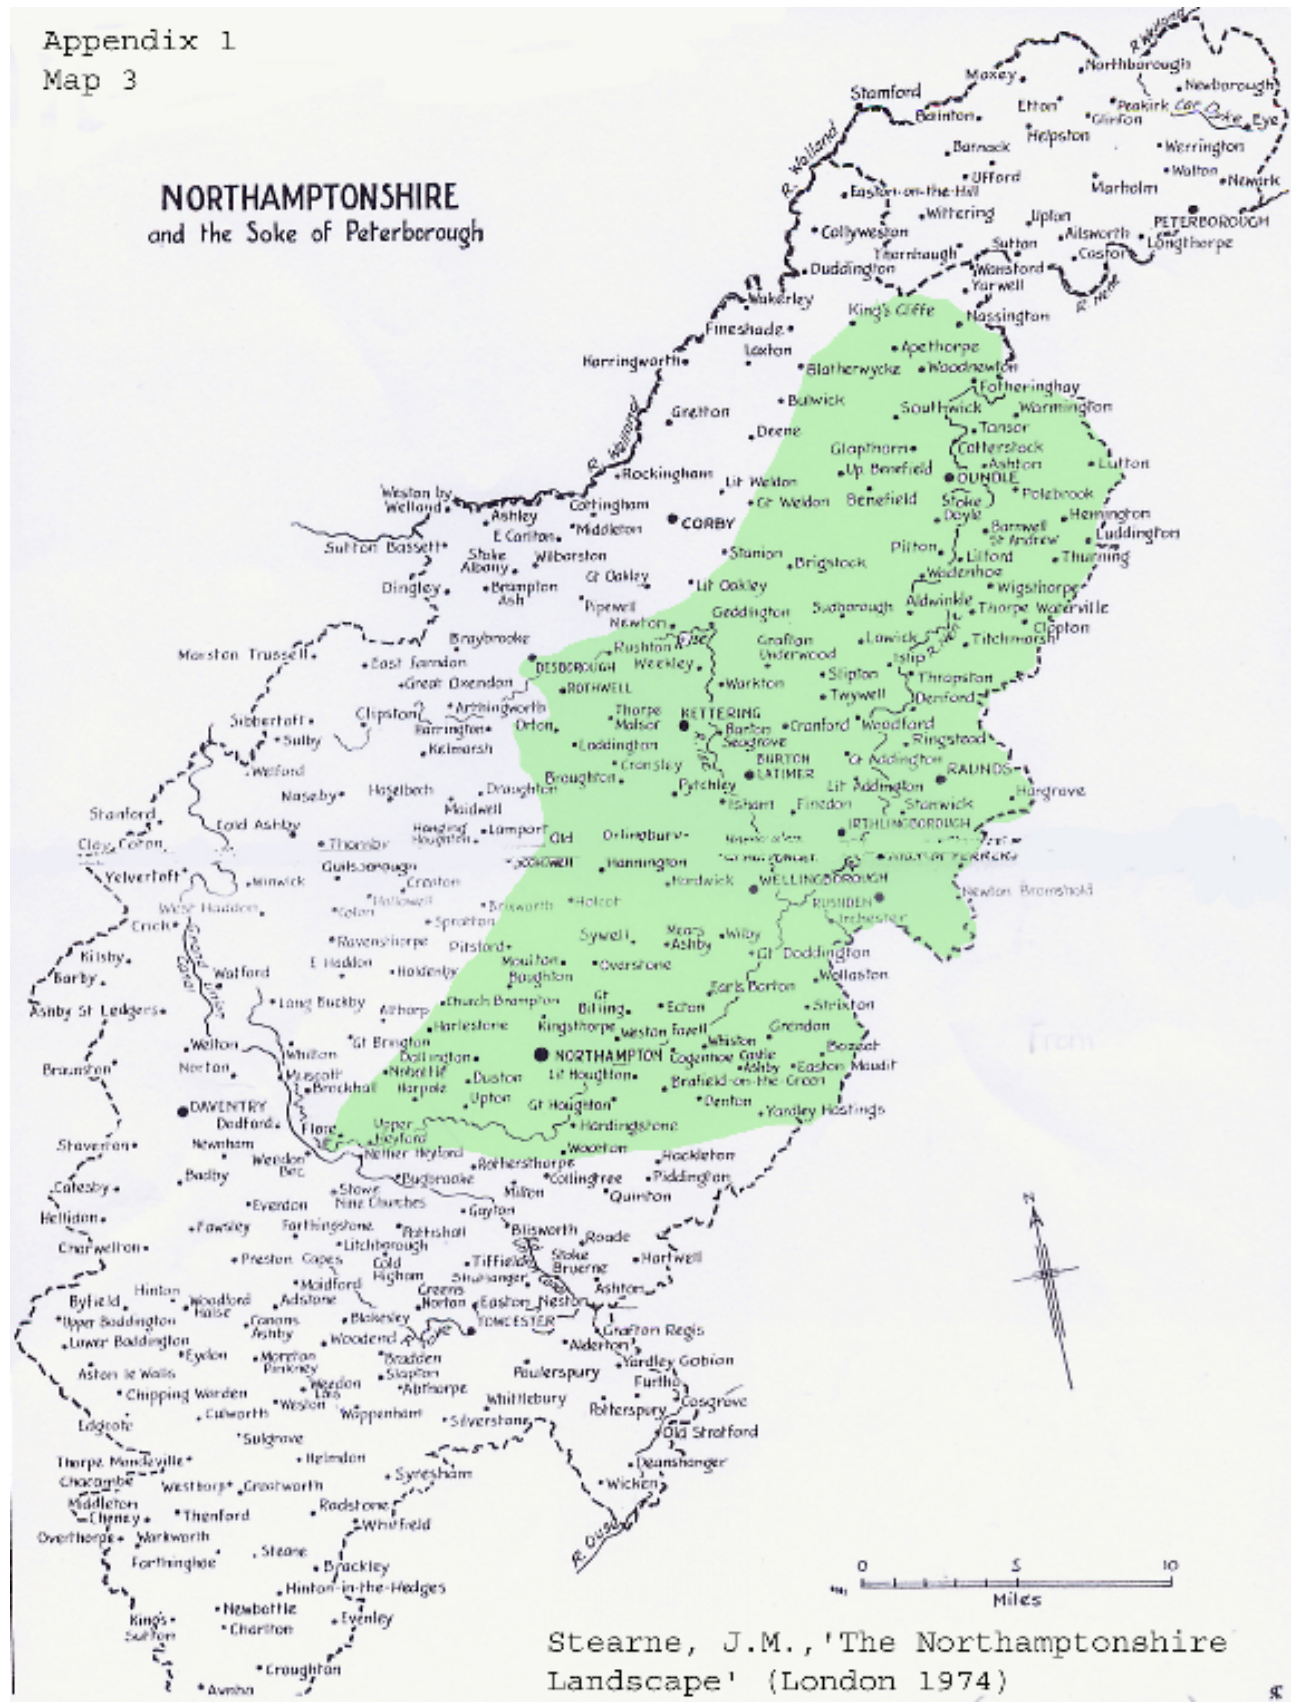 Appendix 1
Map 3
NORTHAMPTONSHIRE
and the Soke of Peterborough
R. Welland
Northborough
Maxey
Newborough
Stamford
Etton
Peakirk Car Dyke
Eye
Bainton
Glinton
Helpston
Barnack
Werrington
R. Welland
Ufford
Walton
Marholm
Newark
Easton-on-the-Hill
Wittering
Upton
PETERBOROUGH
Collyweston
Ailsworth
Longthorpe
Thornhaugh
Sutton
Castor
Duddington
Wansford
Yarwell
R. Nene
Wakerley
King's Cliffe
Nassington
Fineshade
Laxton
Apethorpe
Harringworth
Blatherwycke
Woodnewton
Fotheringhay
Bulwick
Southwick
Warmington
Gretton
Deene
Tansor
R. Welland
Glapthorn
Cotterstock
Ashton
Lutton
Rockingham
Up Benefield
OUNDLE
Lit Weldon
Polebrook
Weston by
Welland
Gt Weldon
Benefield
Stoke
Doyle
Cottingham
Ashley
CORBY
Hemington
Middleton
E Carlton
Barnwell
St Andrew
Luddington
Sutton Bassett
Stoke
Albany
Wilbarston
Stanion
Brigstock
Pilton
Lilford
Thurning
Dingley
Brampton
Ash
Gt Oakley
Lit Oakley
Wadenhoe
Wigsthorpe
Pipewell
Geddington
Sudborough
Aldwinkle
Thorpe Waterville
Newton
Clopton
Braybrooke
Rushton
R. Ise
Grafton
Underwood
Lowick
Titchmarsh
Marston Trussell
East Farndon
DESBOROUGH
Weekley
Islip
Great Oxendon
ROTHWELL
Warkton
Slipton
Thrapston
Twywell
Denford
Sibbertoft
Clipston
Arthingworth
Thorpe
Malsor
KETTERING
Harrington
Orton
Barton
Seagrave
Cranford
Woodford
Sulby
Kelmarsh
Loddington
Ringstead
Welford
Cransley
BURTON
LATIMER
Gt Addington
RAUNDS
Broughton
Naseby
Haselbech
Draughton
Pytchley
Lit Addington
Hargrave
Maidwell
Isham
Finedon
Stanwick
Stanford
Cold Ashby
Hanging
Houghton
Lamport
Old
Orlingbury
IRTHLINGBOROUGH
Clay Coton
Thornby
Guilsborough
Hannington
Yelvertoft
Winwick
Creaton
Hardwick
WELLINGBOROUGH
Newton Bromshold
West Haddon
Hollowell
Coton
Brixworth
Holcot
RUSHDEN
Crick
Spratton
Irchester
Ravensthorpe
Pitsford
Sywell
Mears
Ashby
Wilby
Kilsby
E Haddon
Moulton
Overstone
Gt Doddington
Barby
Watford
Holdenby
Boughton
Wollaston
Grand Union
Canal
Long Buckby
Althorp
Church Brampton
Gt
Billing
Ecton
Earls Barton
Strixton
Ashby St Ledgers
Harlestone
Kingsthorpe
Weston Favell
Grendon
Welton
Whilton
Gt Brington
Dallington
NORTHAMPTON
Whiston
Bozeat
Cogenhoe
Castle
Ashby
Easton Maudit
Braunston
Norton
Muscott
Nobottle
Duston
Lit Houghton
Brafield-on-the-Green
Brockhall
Harpole
DAVENTRY
Upton
Gt Houghton
Denton
Yardley Hastings
Dodford
Flore
Upper
Heyford
Hardingstone
Staverton
Newnham
Nether Heyford
Wootton
Weedon
Bec
Rothersthorpe
Hackleton
Badby
Bugbrooke
Collingtree
Piddington
Catesby
Stowe
Nine Churches
Milton
Quinton
Everdon
Gayton
Hellidon
Fawsley
Farthingstone
Pattishall
Blisworth
Roade
Charwelton
Litchborough
Preston Capes
Cold
Higham
Tiffield
Stoke
Bruerne
Hartwell
Maidford
Shutlanger
Ashton
Hinton
Byfield
Woodford
Halse
Adstone
Greens
Norton
Easton Neston
Upper Boddington
Canons
Ashby
Blakesley
TOWCESTER
Lower Boddington
Woodend
R. Tove
Grafton Regis
Eydon
Moreton
Pinkney
Bradden
Alderton
Aston le Walls
Slapton
Paulerspury
Yardley Gobian
Chipping Warden
Weedon
Lois
Abthorpe
Furtho
Weston
Wappenham
Whittlebury
Potterspury
Cosgrove
Edgcote
Culworth
Silverstone
Old Stratford
Sulgrave
Thorpe Mandeville
Helmdon
Deanshanger
Chacombe
Westhorp
Greatworth
Syresham
Wicken
Middleton
Cheney
Thenford
Radstone
Whitfield
R. Ouse
Overthorpe
Warkworth
Farthinghoe
Steane
Brackley
Hinton-in-the-Hedges
King's
Sutton
Newbottle
Charlton
Evenley
Croughton
Aynho
N
0 5 10
Miles
Stearne, J.M.,'The Northamptonshire
Landscape' (London 1974)